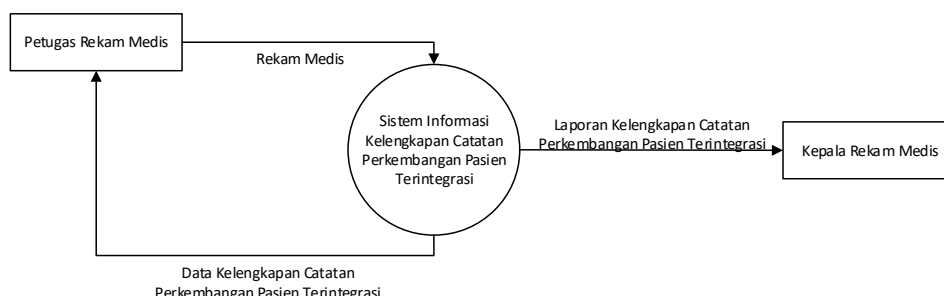 Petugas Rekam Medis
Rekam Medis
Sistem Informasi
Kelengkapan Catatan
Perkembangan Pasien
Terintegrasi
Laporan Kelengkapan Catatan
Perkembangan Pasien Terintegrasi
Kepala Rekam Medis
Data Kelengkapan Catatan
Perkembangan Pasien Terintegrasi